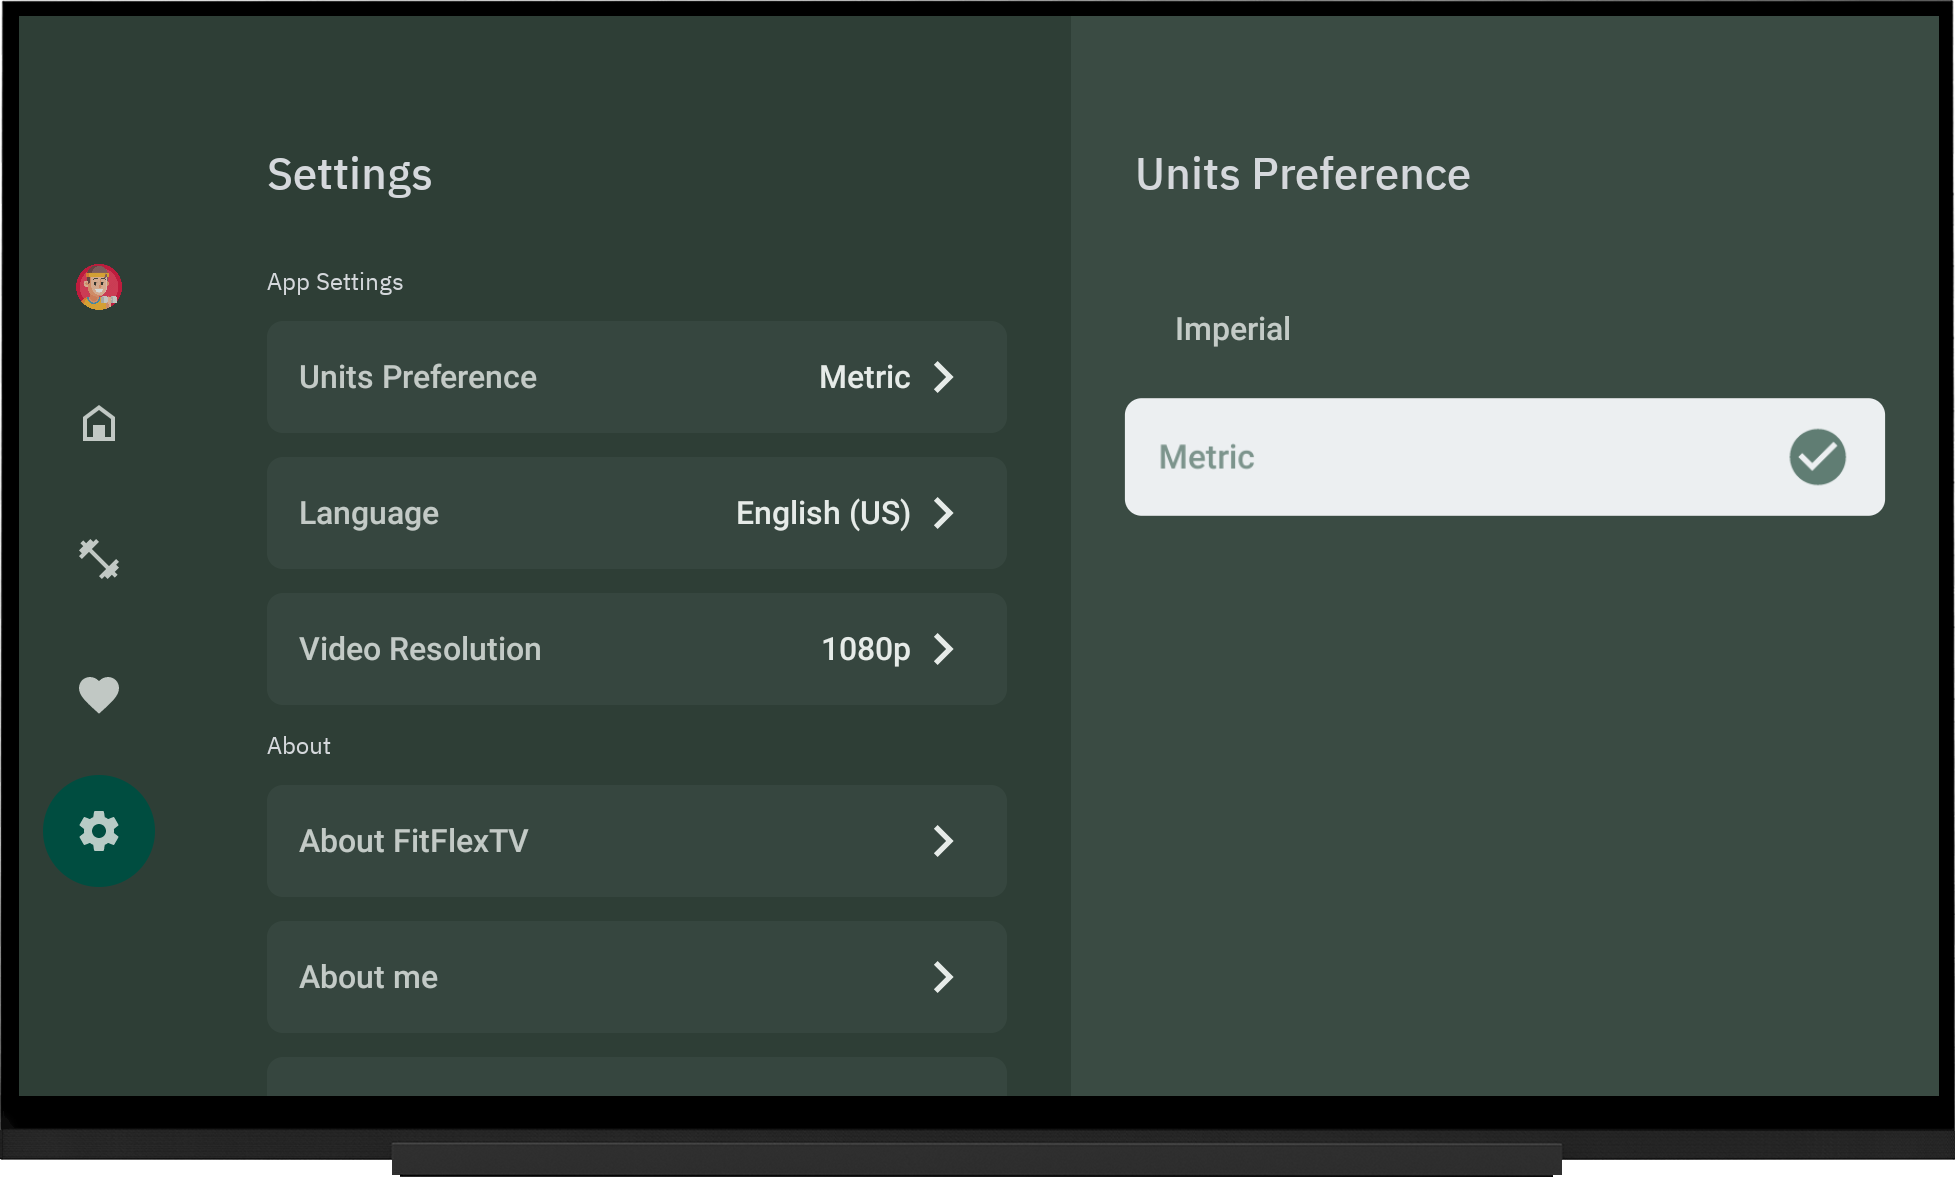 Settings
App Settings
Units Preference Metric
Language English (US)
Video Resolution 1080p
About
About FitFlexTV
About me
Units Preference
Imperial
Metric